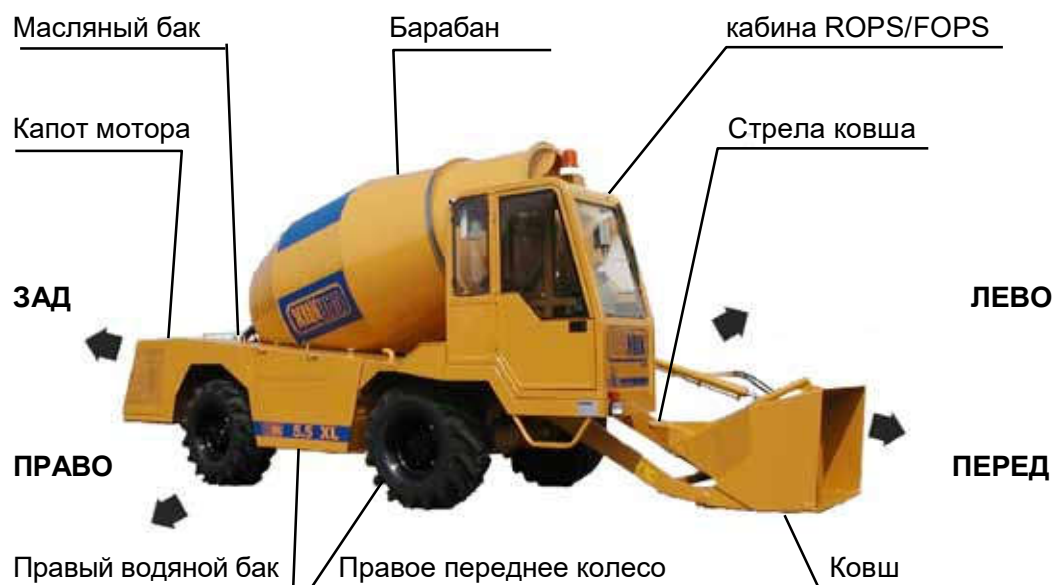 Масляный бак
Барабан
кабина ROPS/FOPS
Капот мотора
Стрела ковша
ЗАД
ЛЕВО
5.5 XL
ПРАВО
ПЕРЕД
Правый водяной бак
Правое переднее колесо
Ковш